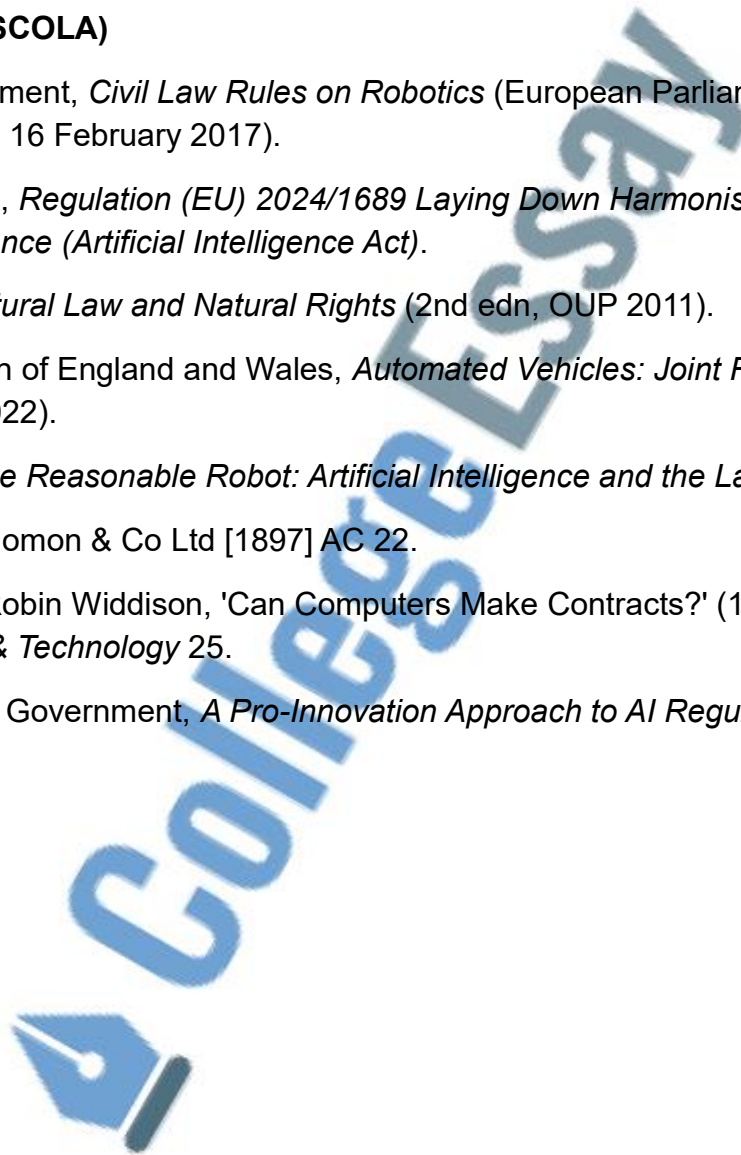 SCOLA)
ment, Civil Law Rules on Robotics (European Parliar
16 February 2017).
, Regulation (EU) 2024/1689 Laying Down Harmonis
nce (Artificial Intelligence Act).
tural Law and Natural Rights (2nd edn, OUP 2011).
n of England and Wales, Automated Vehicles: Joint F
022).
e Reasonable Robot: Artificial Intelligence and the La
omon & Co Ltd [1897] AC 22.
obin Widdison, 'Can Computers Make Contracts?' (1
& Technology 25.
Government, A Pro-Innovation Approach to AI Regu
College Essay